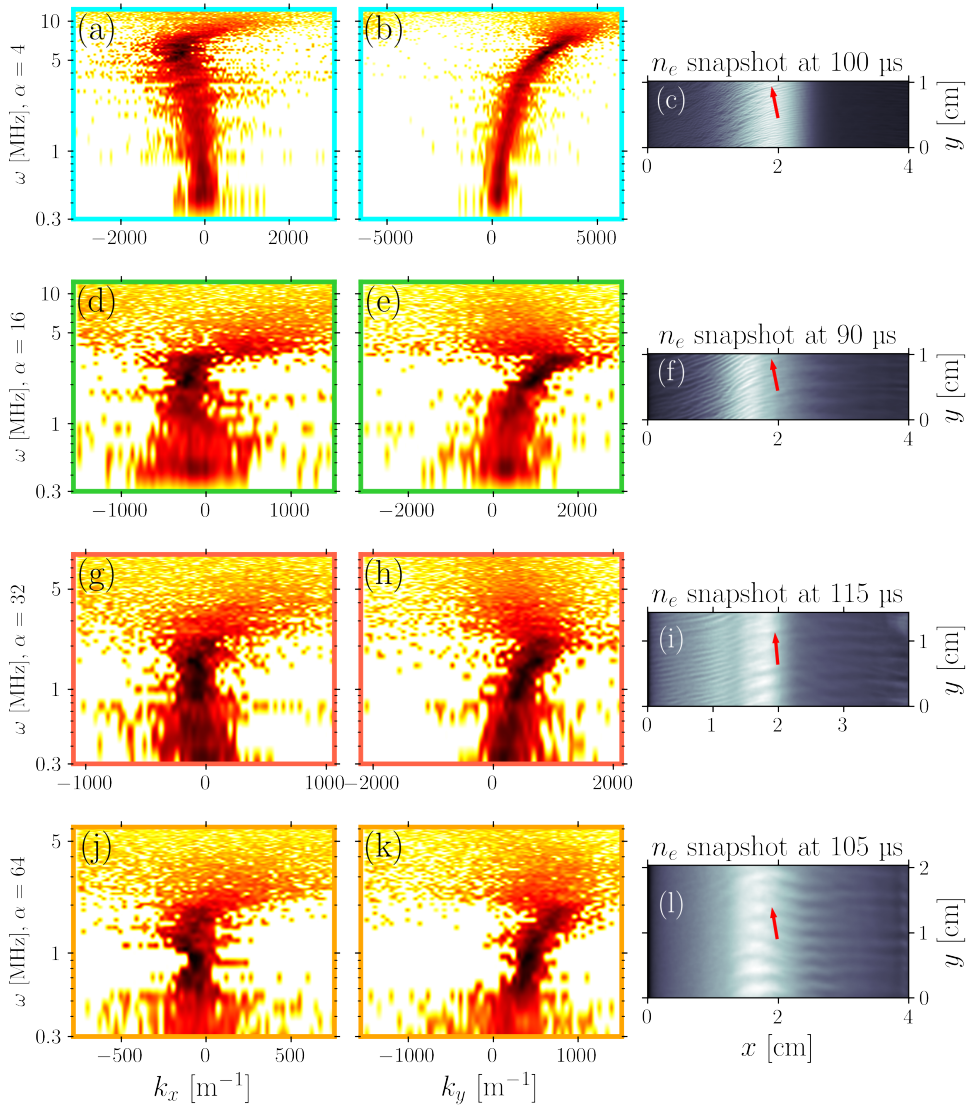 (a)
(b)
ω [MHz], α = 4
10
5
1
0.3
−2000 0 2000
−5000 0 5000
n_e snapshot at 100 µs
(c)
0 2 4
0
1
y [cm]
(d)
(e)
ω [MHz], α = 16
10
5
1
0.3
−1000 0 1000
−2000 0 2000
n_e snapshot at 90 µs
(f)
0 2 4
0
1
y [cm]
(g)
(h)
ω [MHz], α = 32
5
1
0.3
−1000 0 1000
−2000 0 2000
n_e snapshot at 115 µs
(i)
0 1 2 3
0
1
y [cm]
(j)
(k)
ω [MHz], α = 64
5
1
0.3
−500 0 500
−1000 0 1000
k_x [m⁻¹]
k_y [m⁻¹]
n_e snapshot at 105 µs
(l)
0 2 4
0
1
2
y [cm]
x [cm]